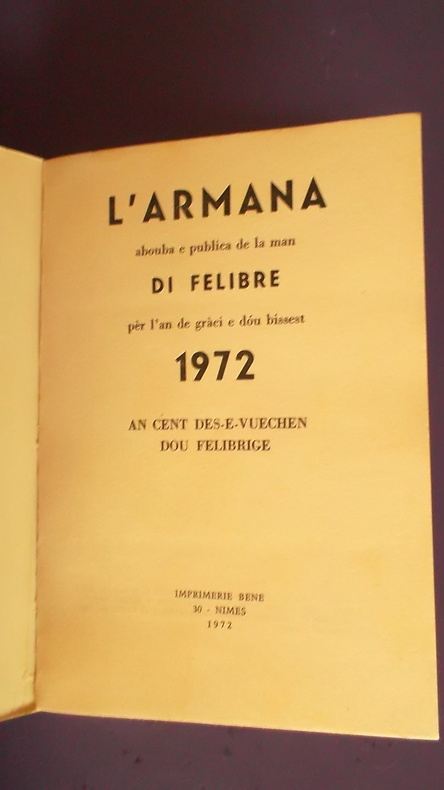 L'ARMANA
abouba e publica de la man
DI FELIBRE
pèr l'an de gràci e dóu bissest
1972
AN CENT DES-E-VUECHEN
DOU FELIBRIGE
IMPRIMERIE BENE
30 - NIMES
1972